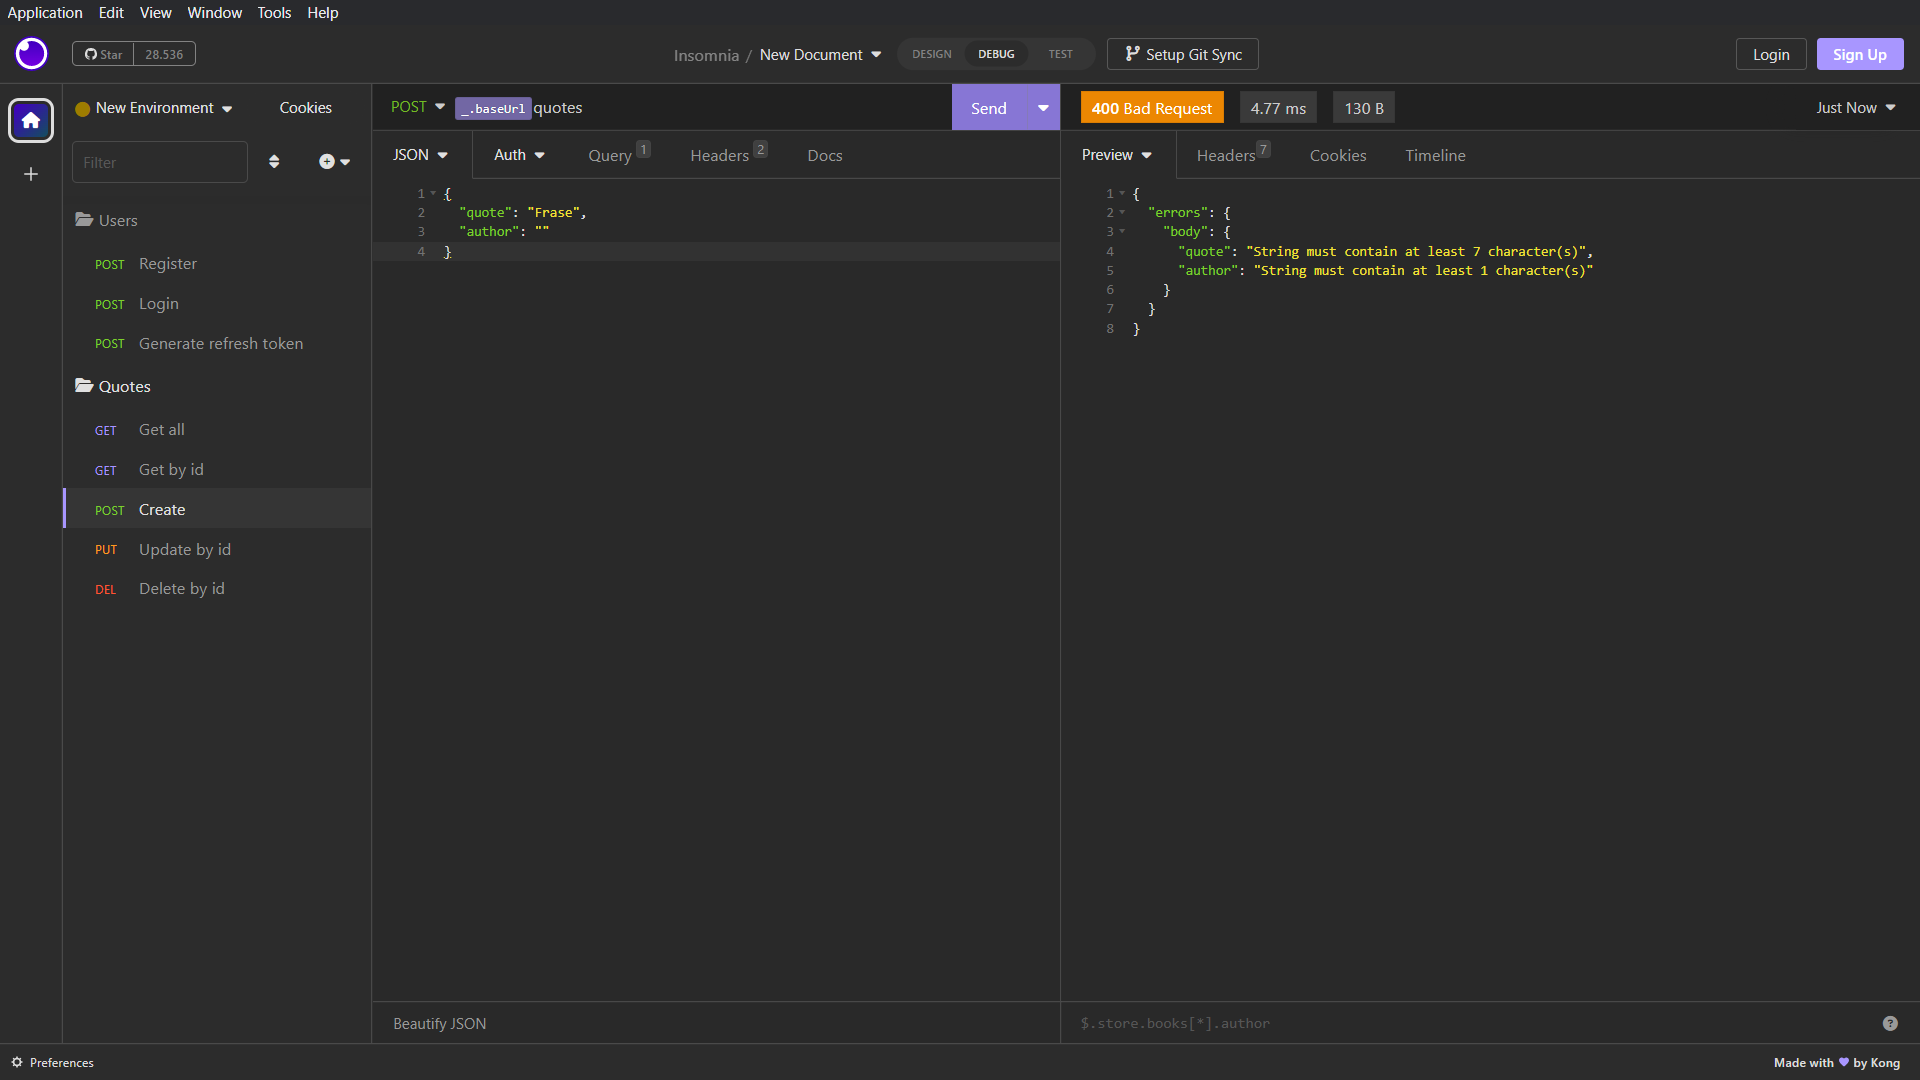 Application Edit View Window Tools Help
Star 28.536
Insomnia / New Document
DESIGN DEBUG TEST
Setup Git Sync
Login
Sign Up
New Environment
Cookies
Filter
Users
POST Register
POST Login
POST Generate refresh token
Quotes
GET Get all
GET Get by id
POST Create
PUT Update by id
DEL Delete by id
POST _.baseUrl quotes
Send
JSON Auth Query 1 Headers 2 Docs
1 {
2 "quote": "Frase",
3 "author": ""
4 }
Beautify JSON
400 Bad Request 4.77 ms 130 B
Just Now
Preview Headers 7 Cookies Timeline
1 {
2 "errors": {
3 "body": {
4 "quote": "String must contain at least 7 character(s)",
5 "author": "String must contain at least 1 character(s)"
6 }
7 }
8 }
$.store.books[*].author
?
Preferences
Made with 💜 by Kong